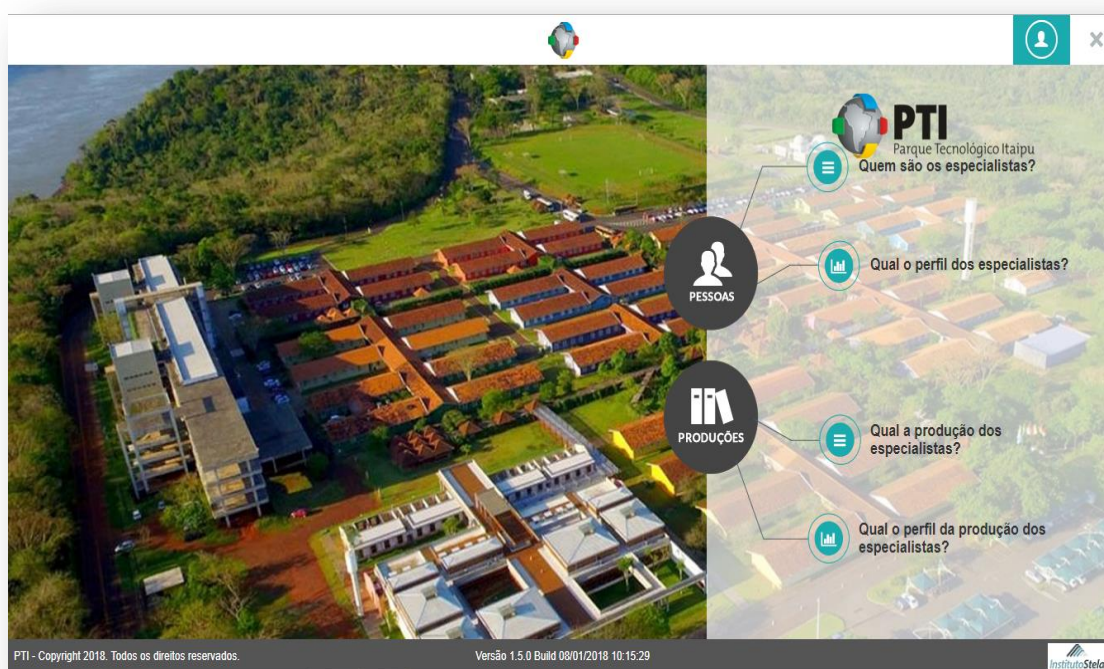 PTI
Parque Tecnológico Itaipu
Quem são os especialistas?
Qual o perfil dos especialistas?
PESSOAS
PRODUÇÕES
Qual a produção dos
especialistas?
Qual o perfil da produção dos
especialistas?
PTI - Copyright 2018. Todos os direitos reservados.
Versão 1.5.0 Build 08/01/2018 10:15:29
InstitutoStela